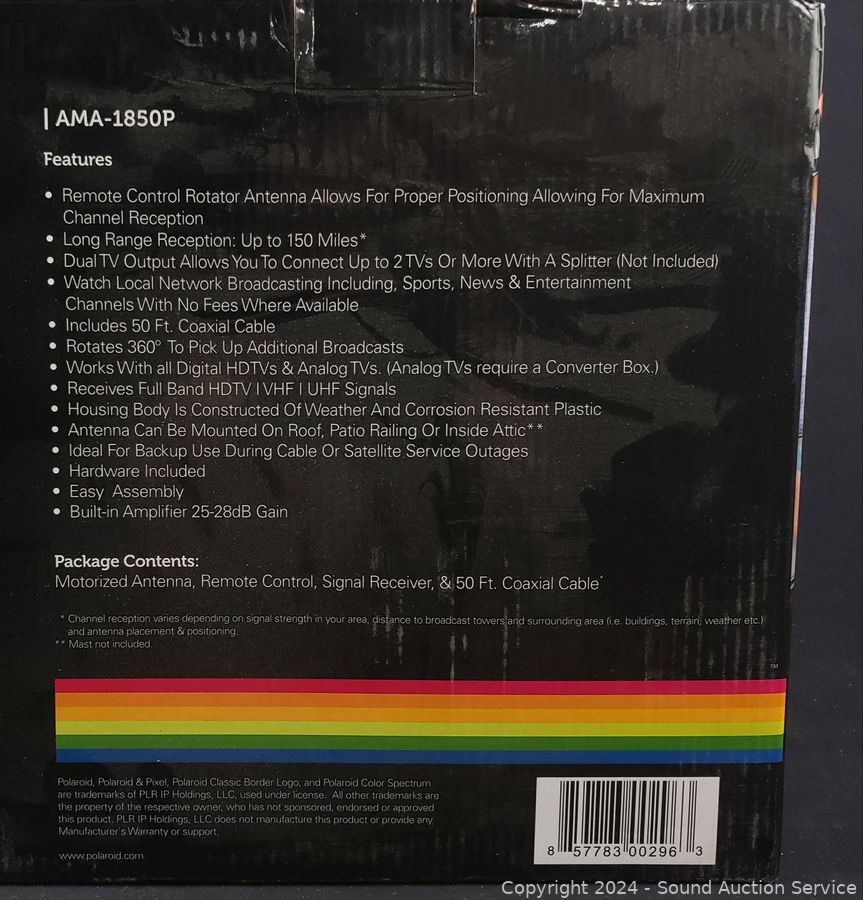 | AMA-1850P
Features
• Remote Control Rotator Antenna Allows For Proper Positioning Allowing For Maximum
Channel Reception
• Long Range Reception: Up to 150 Miles*
• Dual TV Output Allows You To Connect Up to 2 TVs Or More With A Splitter (Not Included)
• Watch Local Network Broadcasting Including, Sports, News & Entertainment
Channels With No Fees Where Available
• Includes 50 Ft. Coaxial Cable
• Rotates 360º To Pick Up Additional Broadcasts
• Works With all Digital HDTVs & Analog TVs. (Analog TVs require a Converter Box.)
• Receives Full Band HDTV | VHF | UHF Signals
• Housing Body Is Constructed Of Weather And Corrosion Resistant Plastic
• Antenna Can Be Mounted On Roof, Patio Railing Or Inside Attic**
• Ideal For Backup Use During Cable Or Satellite Service Outages
• Hardware Included
• Easy Assembly
• Built-in Amplifier 25-28dB Gain
Package Contents:
Motorized Antenna, Remote Control, Signal Receiver, & 50 Ft. Coaxial Cable
* Channel reception varies depending on signal strength in your area, distance to broadcast towers and surrounding area (i.e. buildings, terrain, weather etc.)
and antenna placement & positioning.
** Mast not included.
TM
Polaroid, Polaroid & Pixel, Polaroid Classic Border Logo, and Polaroid Color Spectrum
are trademarks of PLR IP Holdings, LLC, used under license. All other trademarks are
the property of the respective owner, who has not sponsored, endorsed or approved
this product. PLR IP Holdings, LLC does not manufacture this product or provide any
Manufacturer's Warranty or support.
www.polaroid.com
8 57783 00296 3
Copyright 2024 - Sound Auction Service